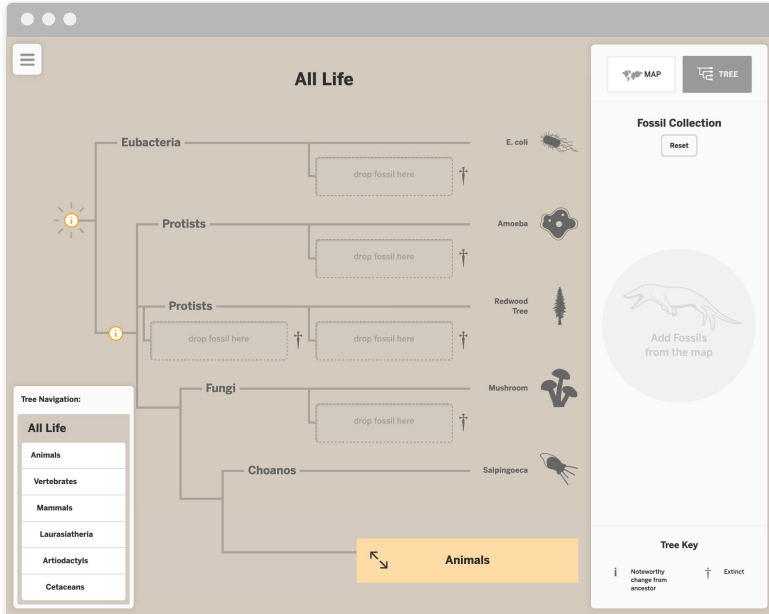 All Life
MAP
TREE
Fossil Collection
Reset
Eubacteria
E. coli
drop fossil here
†
Protists
Amoeba
drop fossil here
†
Protists
Redwood
Tree
drop fossil here
†
drop fossil here
†
Fungi
Mushroom
drop fossil here
†
Choanos
Salpingoeca
Animals
i
i
Add Fossils
from the map
Tree Navigation:
All Life
Animals
Vertebrates
Mammals
Laurasiatheria
Artiodactyls
Cetaceans
Tree Key
i
Noteworthy
change from
ancestor
†
Extinct